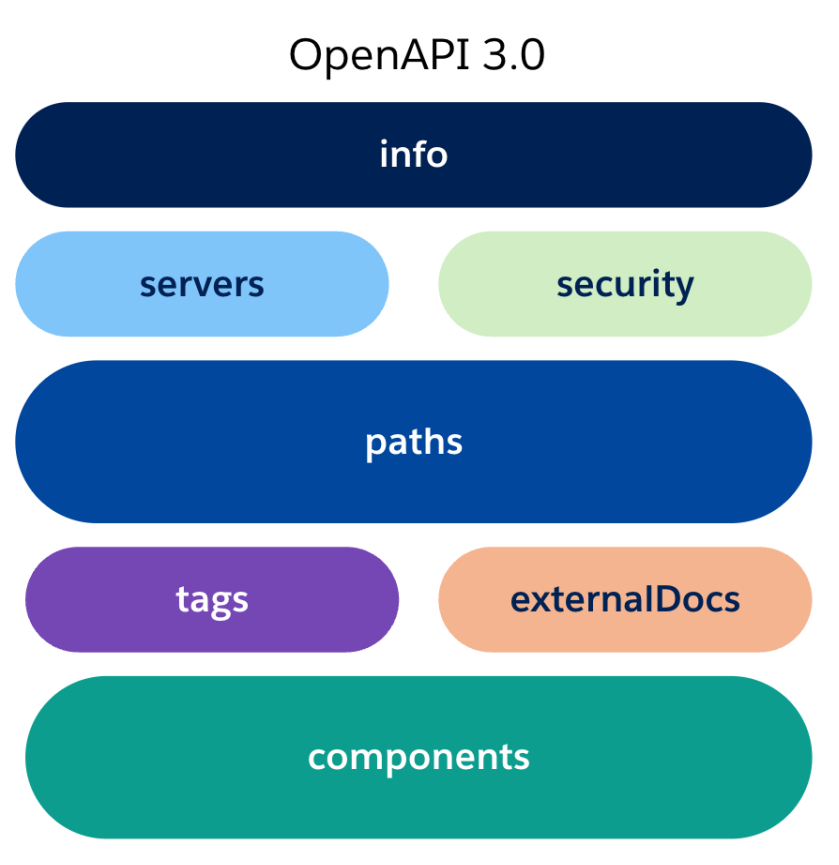 OpenAPI 3.0
info
servers
security
paths
tags
externalDocs
components